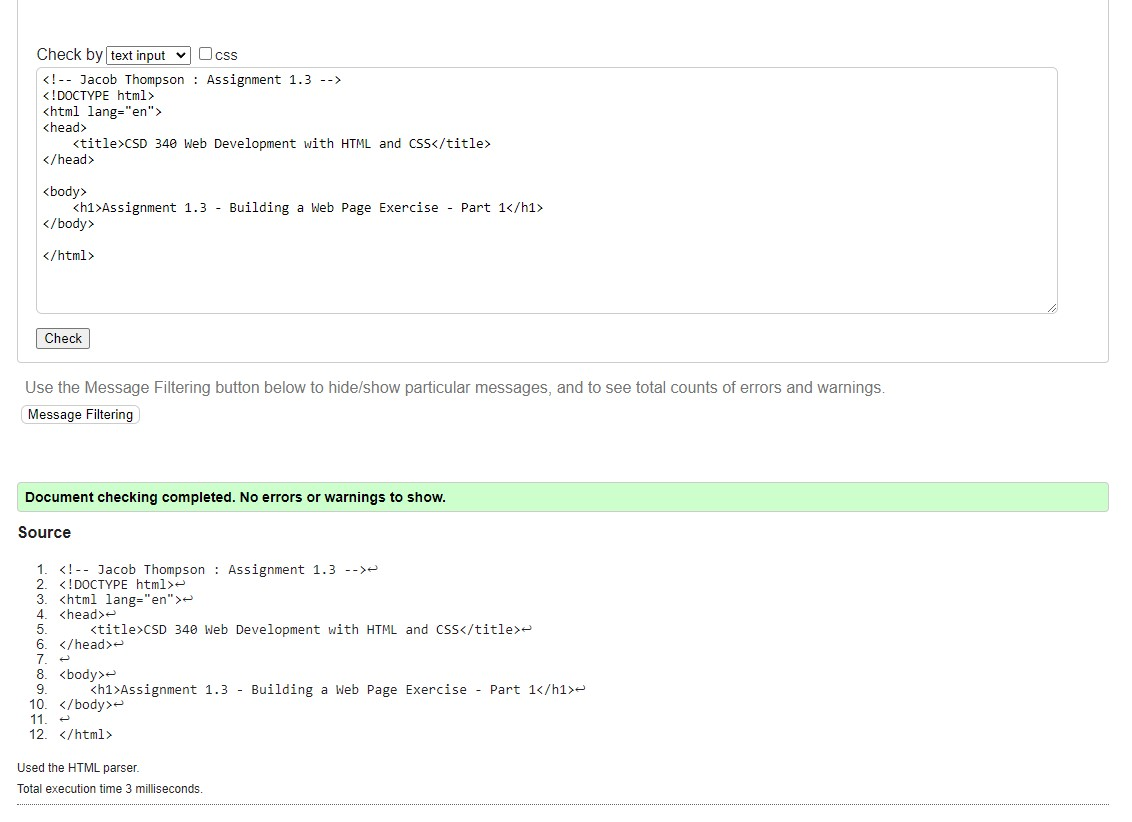 Check by text input css
<!-- Jacob Thompson : Assignment 1.3 -->
<!DOCTYPE html>
<html lang="en">
<head>
    <title>CSD 340 Web Development with HTML and CSS</title>
</head>

<body>
    <h1>Assignment 1.3 - Building a Web Page Exercise - Part 1</h1>
</body>

</html>
Check
Use the Message Filtering button below to hide/show particular messages, and to see total counts of errors and warnings.
Message Filtering
Document checking completed. No errors or warnings to show.
Source
1. <!-- Jacob Thompson : Assignment 1.3 -->↩
2. <!DOCTYPE html>↩
3. <html lang="en">↩
4. <head>↩
5.     <title>CSD 340 Web Development with HTML and CSS</title>↩
6. </head>↩
7. ↩
8. <body>↩
9.     <h1>Assignment 1.3 - Building a Web Page Exercise - Part 1</h1>↩
10. </body>↩
11. ↩
12. </html>
Used the HTML parser.
Total execution time 3 milliseconds.